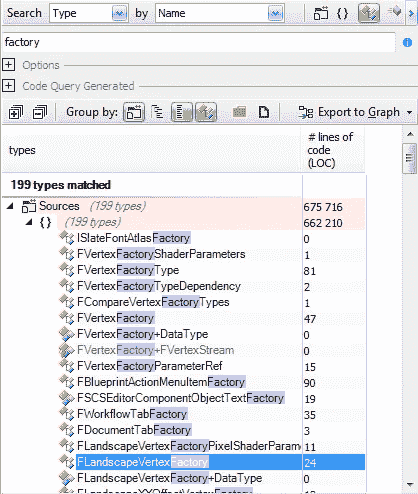 Search Type by Name { }
factory
Options
Code Query Generated
Group by: Export to Graph
types # lines of code (LOC)
199 types matched
Sources (199 types) 675 716
{ } (199 types) 662 210
ISlateFontAtlasFactory 0
FVertexFactoryShaderParameters 1
FVertexFactoryType 81
FVertexFactoryTypeDependency 2
FCompareVertexFactoryTypes 1
FVertexFactory 47
FVertexFactory+DataType 0
FVertexFactory+FVertexStream 0
FVertexFactoryParameterRef 15
FBlueprintActionMenuItemFactory 90
FSCSEditorComponentObjectTextFactory 19
FWorkflowTabFactory 35
FDocumentTabFactory 3
FLandscapeVertexFactoryPixelShaderParame 11
FLandscapeVertexFactory 24
FLandscapeVertexFactory+DataType 0